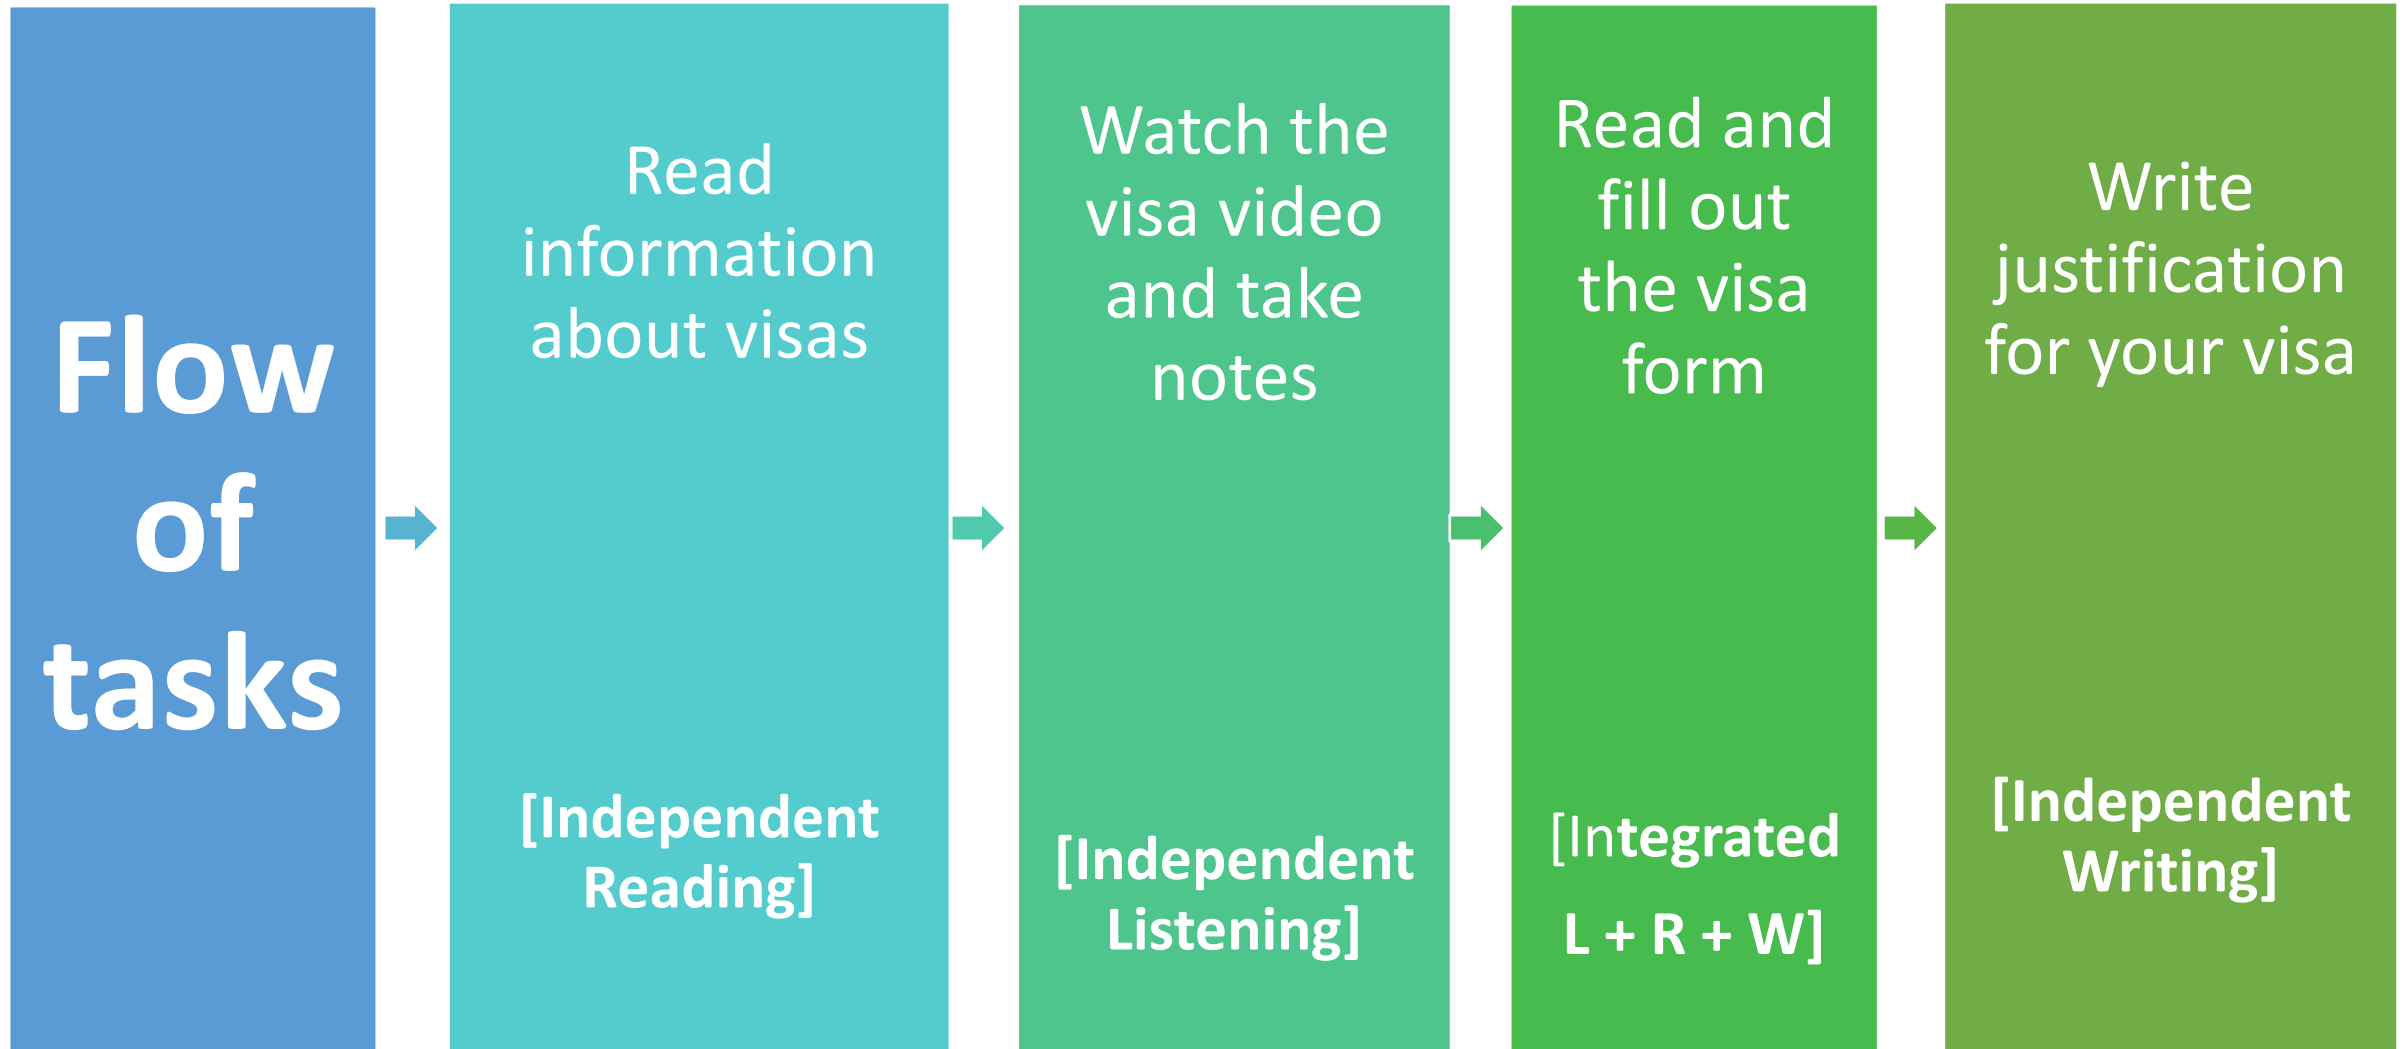 Flow
of
tasks
Read
information
about visas
[Independent
Reading]
Watch the
visa video
and take
notes
[Independent
Listening]
Read and
fill out
the visa
form
[Integrated
L + R + W]
Write
justification
for your visa
[Independent
Writing]